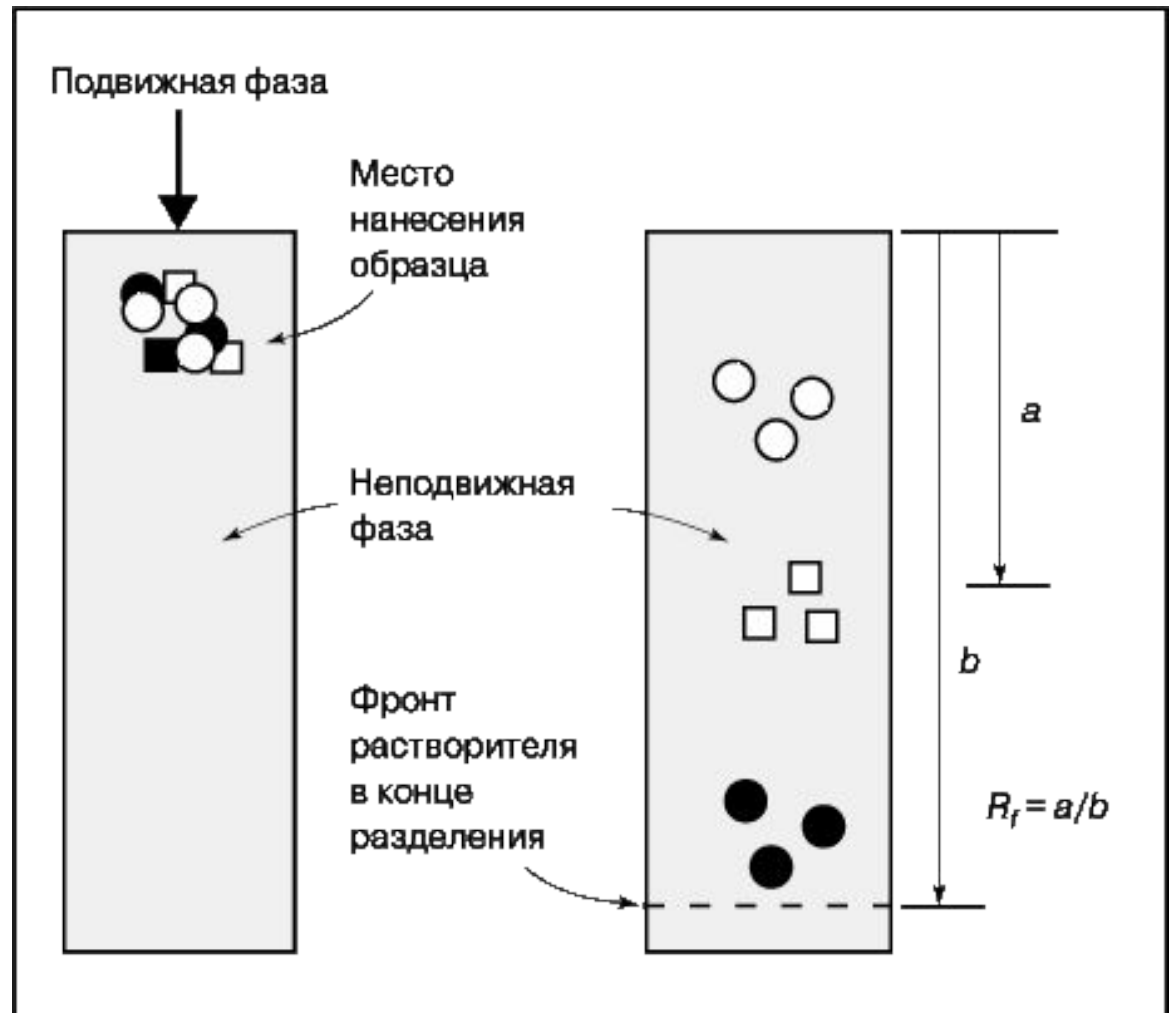 Подвижная фаза
Место
нанесения
образца
Неподвижная
фаза
a
b
Фронт
растворителя
в конце
разделения
Rf = a/b